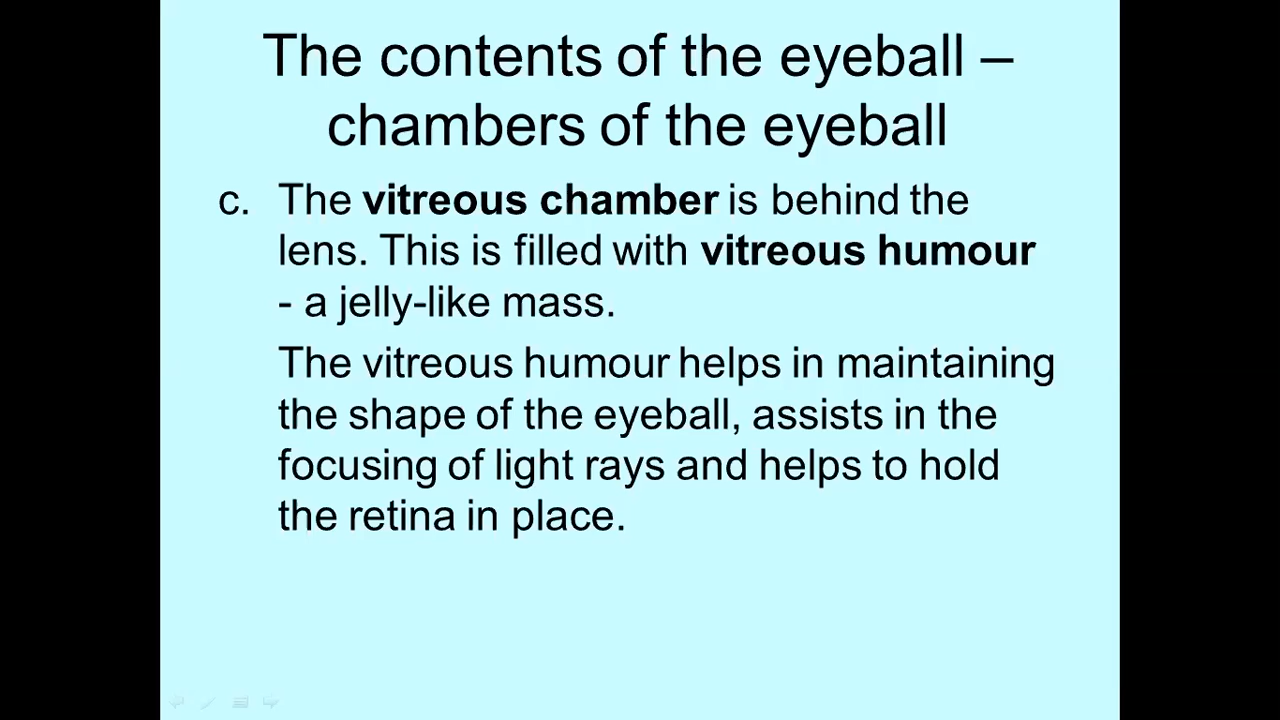 The contents of the eyeball –
chambers of the eyeball
c. The vitreous chamber is behind the
lens. This is filled with vitreous humour
- a jelly-like mass.
The vitreous humour helps in maintaining
the shape of the eyeball, assists in the
focusing of light rays and helps to hold
the retina in place.